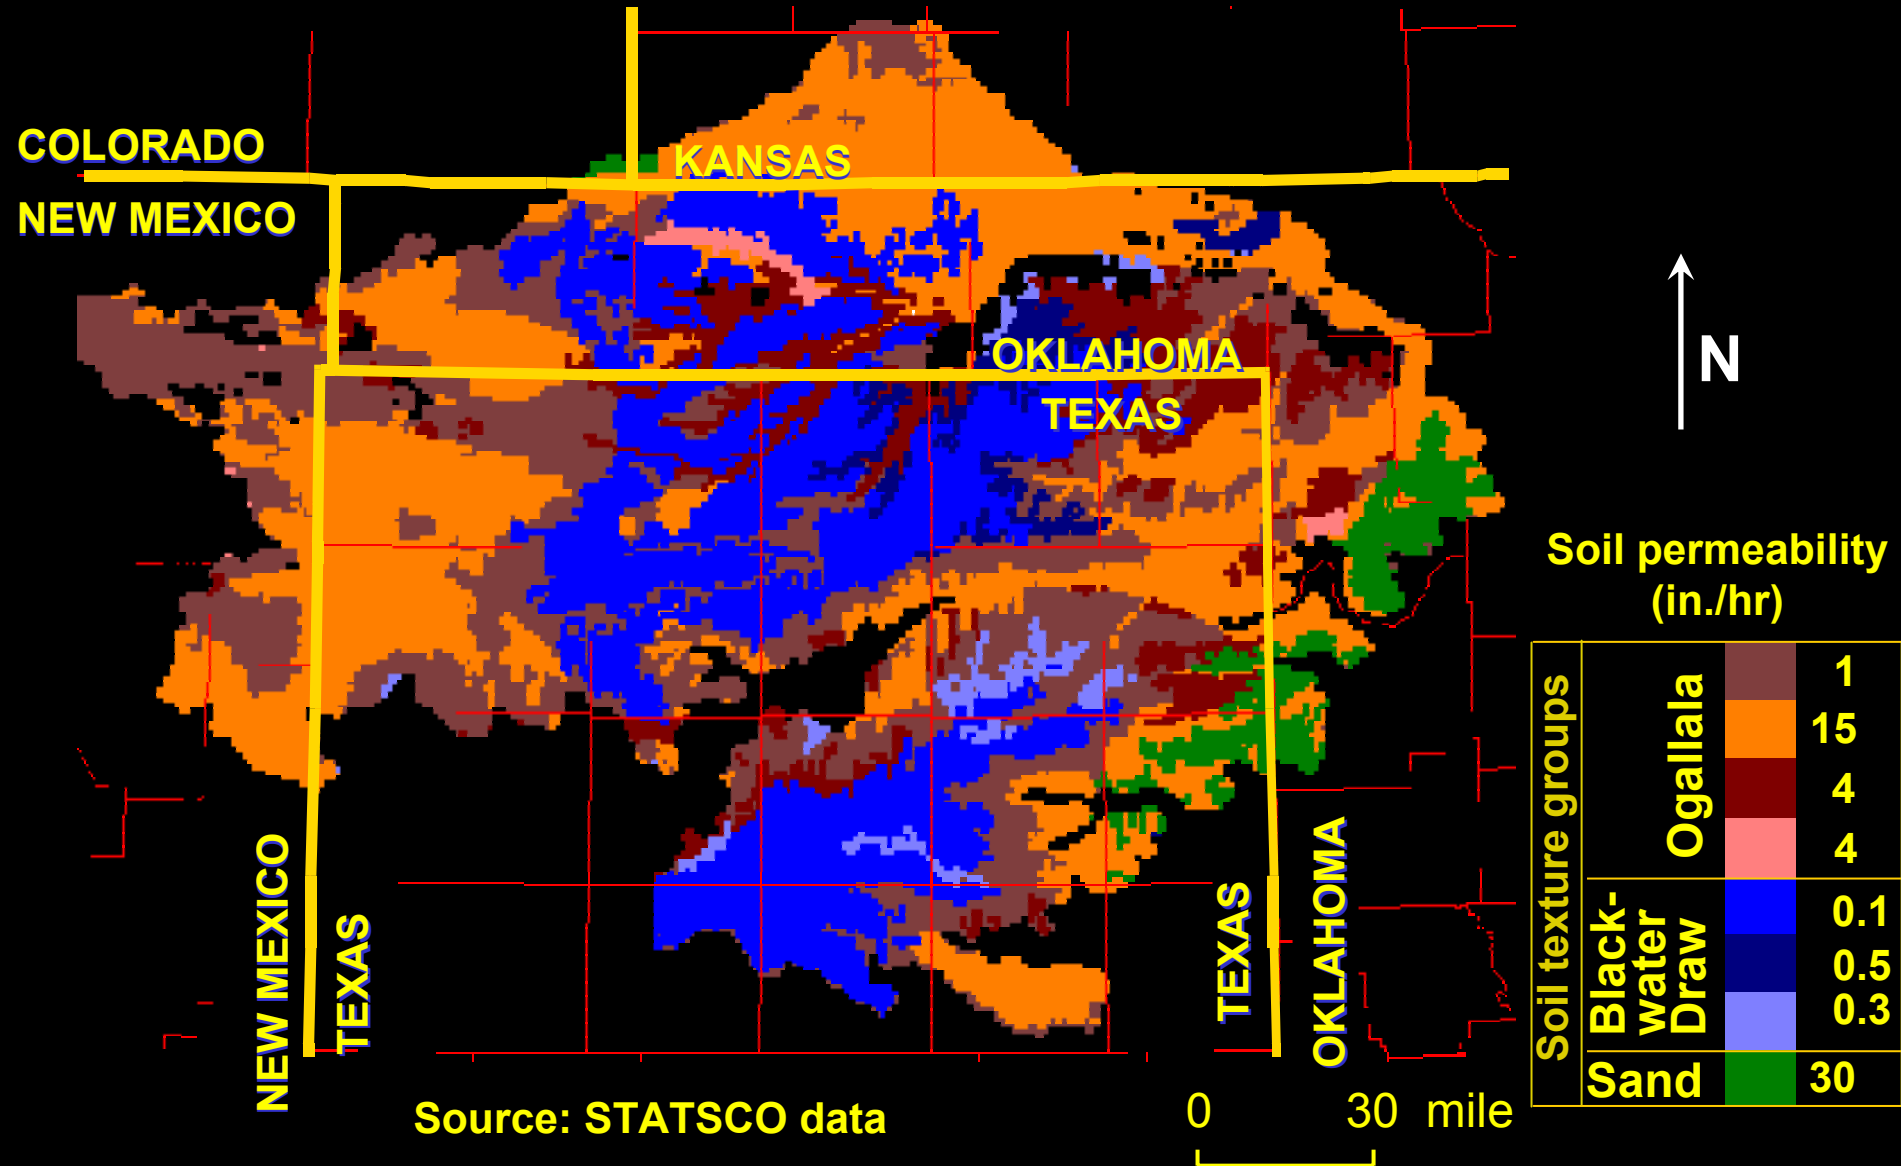 COLORADO
KANSAS
NEW MEXICO
OKLAHOMA
TEXAS
N
NEW MEXICO
TEXAS
TEXAS
OKLAHOMA
Soil permeability
(in./hr)
Soil texture groups
Ogallala
1
15
4
4
Black-
water
Draw
0.1
0.5
0.3
Sand
30
Source: STATSCO data
0 30 mile